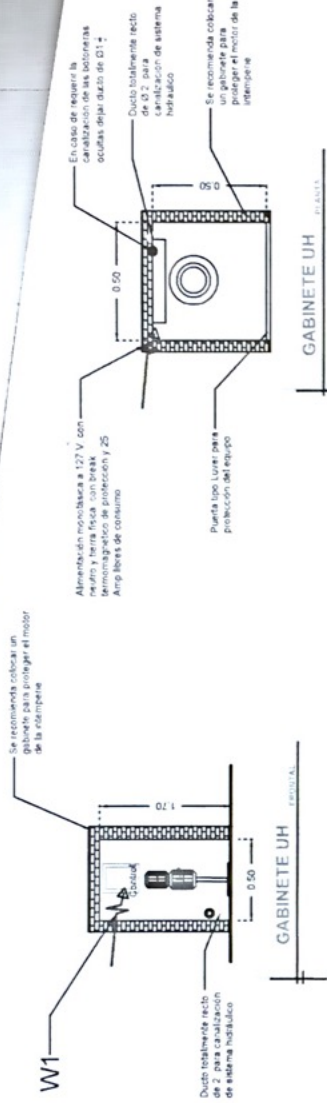 W1
Se recomienda colocar un
gabinete para proteger el motor
de la intemperie
Control
1.70
0.50
Ducto totalmente recto
de 2 para canalización
de sistema hidráulico
GABINETE UH
FRONTAL
Alimentación monofásica a 127 V. con
neutro y tierra física con break
termomagnetico de protección y 25
Amp libres de consumo
En caso de requerir la
canalización de las botoneras
ocultas dejar ducto de Ø1
Ducto totalmente recto
de Ø 2 para
canalización de sistema
hidráulico
0.50
0.50
Se recomienda colocar
un gabinete para
proteger el motor de la
intemperie
Puerta tipo Luver para
protección del equipo
GABINETE UH
PLANTA